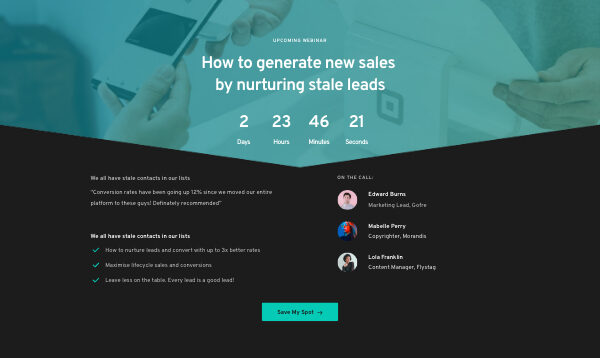 UPCOMING WEBINAR
How to generate new sales
by nurturing stale leads
2 23 46 21
Days Hours Minutes Seconds
We all have stale contacts in our lists
"Conversion rates have been going up 12% since we moved our entire
platform to these guys! Definately recommended"
We all have stale contacts in our lists
How to nurture leads and convert with up to 3x better rates
Maximise lifecycle sales and conversions
Leave less on the table. Every lead is a good lead!
ON THE CALL:
Edward Burns
Marketing Lead, Gofre
Mabelle Perry
Copyrighter, Morandis
Lola Franklin
Content Manager, Flystag
Save My Spot →